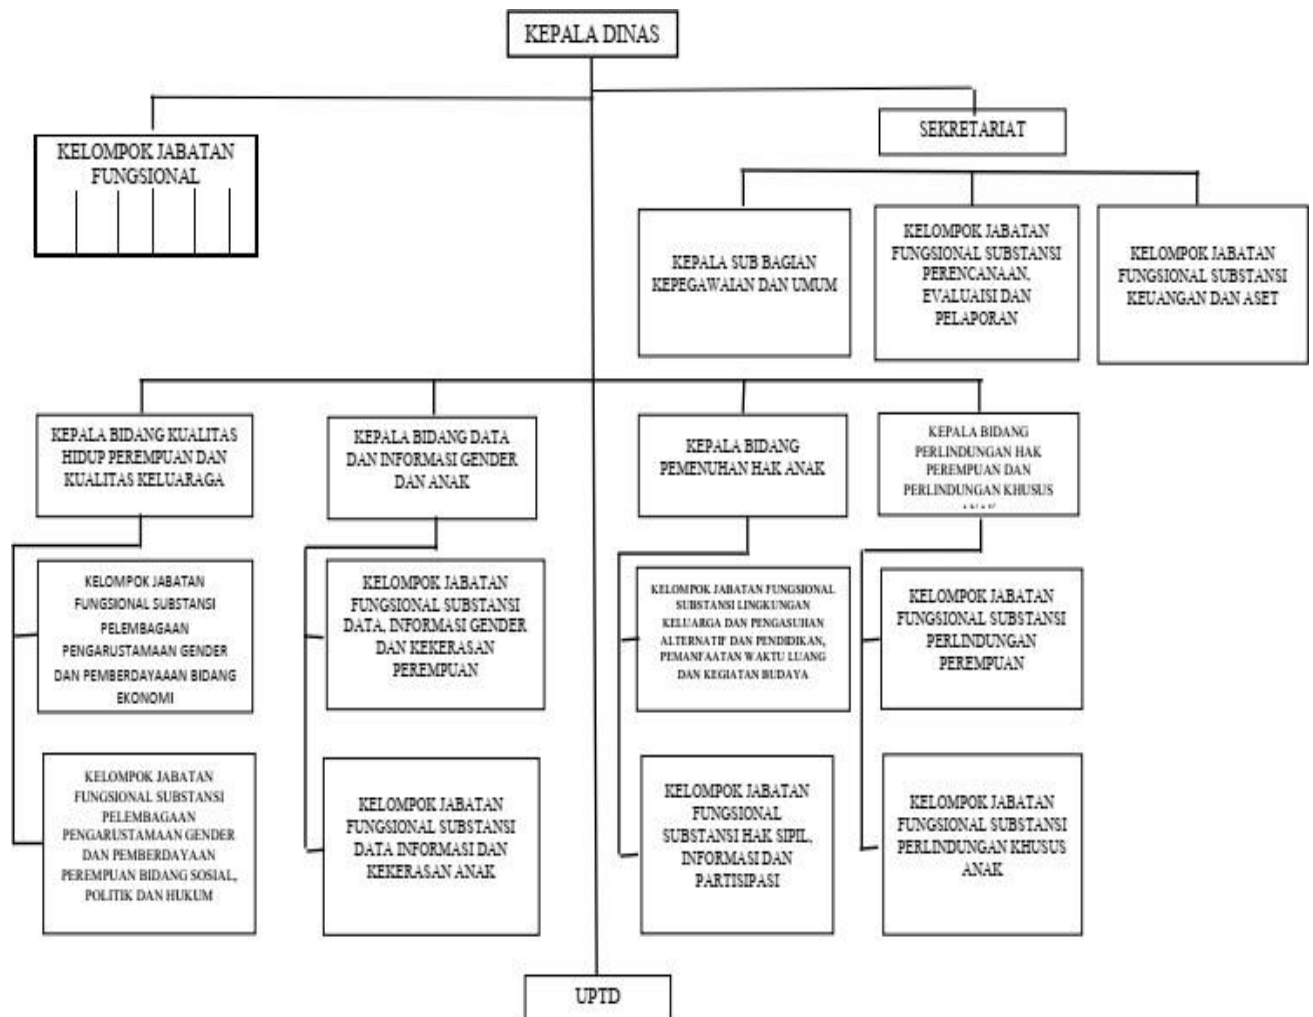 KEPALA DINAS
KELOMPOK JABATAN
FUNGSIONAL
SEKRETARIAT
KEPALA SUB BAGIAN
KEPEGAWAIAN DAN UMUM
KELOMPOK JABATAN
FUNGSIONAL SUBSTANSI
PERENCANAAN,
EVALUAISI DAN
PELAPORAN
KELOMPOK JABATAN
FUNGSIONAL SUBSTANSI
KEUANGAN DAN ASET
KEPALA BIDANG KUALITAS
HIDUP PEREMPUAN DAN
KUALITAS KELUARAGA
KEPALA BIDANG DATA
DAN INFORMASI GENDER
DAN ANAK
KEPALA BIDANG
PEMENUHAN HAK ANAK
KEPALA BIDANG
PERLINDUNGAN HAK
PEREMPUAN DAN
PERLINDUNGAN KHUSUS
ANAK
KELOMPOK JABATAN
FUNGSIONAL SUBSTANSI
PELEMBAGAAN
PENGARUSTAMAAN GENDER
DAN PEMBERDAYAAAN BIDANG
EKONOMI
KELOMPOK JABATAN
FUNGSIONAL SUBSTANSI
DATA, INFORMASI GENDER
DAN KEKERASAN
PEREMPUAN
KELOMPOK JABATAN FUNGSIONAL
SUBSTANSI LINGKUNGAN
KELUARGA DAN PENGASUHAN
ALTERNATIF DAN PENDIDIKAN,
PEMANFAATAN WAKTU LUANG
DAN KEGIATAN BUDAYA
KELOMPOK JABATAN
FUNGSIONAL SUBSTANSI
PERLINDUNGAN
PEREMPUAN
KELOMPOK JABATAN
FUNGSIONAL SUBSTANSI
PELEMBAGAAN
PENGARUSTAMAAN GENDER
DAN PEMBERDAYAAN
PEREMPUAN BIDANG SOSIAL,
POLITIK DAN HUKUM
KELOMPOK JABATAN
FUNGSIONAL SUBSTANSI
DATA INFORMASI DAN
KEKERASAN ANAK
KELOMPOK JABATAN
FUNGSIONAL
SUBSTANSI HAK SIPIL,
INFORMASI DAN
PARTISIPASI
KELOMPOK JABATAN
FUNGSIONAL SUBSTANSI
PERLINDUNGAN KHUSUS
ANAK
UPTD